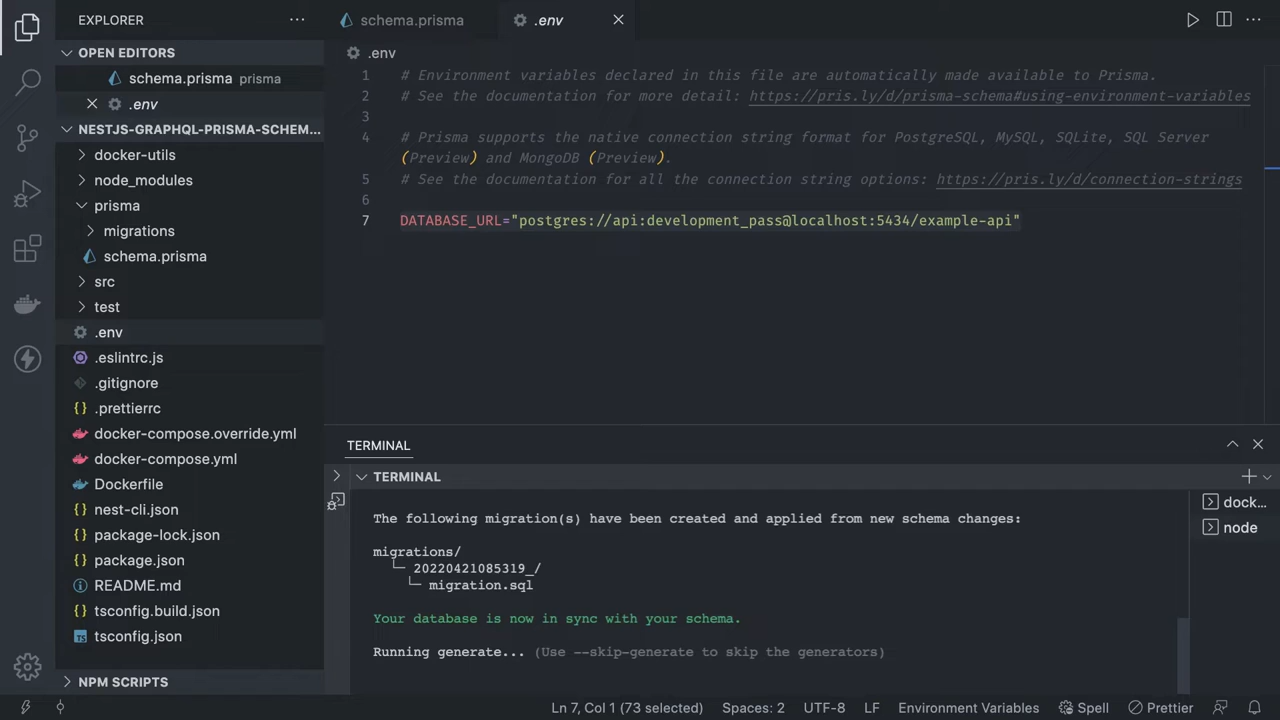 EXPLORER
OPEN EDITORS
schema.prisma prisma
.env
NESTJS-GRAPHQL-PRISMA-SCHEM...
docker-utils
node_modules
prisma
migrations
schema.prisma
src
test
.env
.eslintrc.js
.gitignore
.prettierrc
docker-compose.override.yml
docker-compose.yml
Dockerfile
nest-cli.json
package-lock.json
package.json
README.md
tsconfig.build.json
tsconfig.json
NPM SCRIPTS
schema.prisma
.env
.env
1 # Environment variables declared in this file are automatically made available to Prisma.
2 # See the documentation for more detail: https://pris.ly/d/prisma-schema#using-environment-variables
3
4 # Prisma supports the native connection string format for PostgreSQL, MySQL, SQLite, SQL Server
(Preview) and MongoDB (Preview).
5 # See the documentation for all the connection string options: https://pris.ly/d/connection-strings
6
7 DATABASE_URL="postgres://api:development_pass@localhost:5434/example-api"
TERMINAL
TERMINAL
The following migration(s) have been created and applied from new schema changes:
migrations/
└─ 20220421085319_/
└─ migration.sql
Your database is now in sync with your schema.
Running generate... (Use --skip-generate to skip the generators)
dock...
node
Ln 7, Col 1 (73 selected) Spaces: 2 UTF-8 LF Environment Variables Spell Prettier